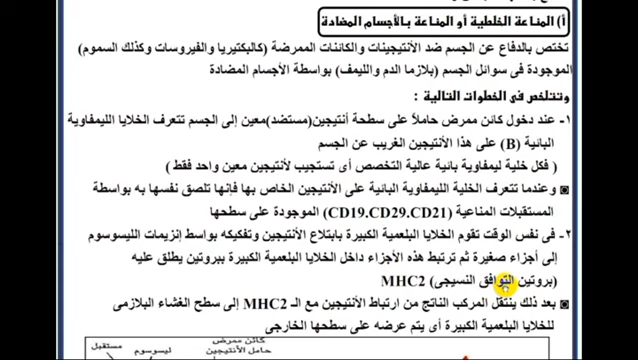 أ) المناعة الخلطية أو المناعة بالأجسام المضادة
تختص بالدفاع عن الجسم ضد الأنتيجينات والكائنات الممرضة (كالبكتيريا والفيروسات وكذلك السموم)
الموجودة فى سوائل الجسم (بلازما الدم والليمف) بواسطة الأجسام المضادة
وتتلخص فى الخطوات التالية :
١- عند دخول كائن ممرض حاملاً على سطحة أنتيجين(مستضد)معين إلى الجسم تتعرف الخلايا الليمفاوية
البائية (B) على هذا الأنتيجين الغريب عن الجسم
( فكل خلية ليمفاوية بائية عالية التخصص أى تستجيب لأنتيجين معين واحد فقط )
وعندما تتعرف الخلية الليمفاوية البائية على الأنتيجين الخاص بها فإنها تلصق نفسها به بواسطة
المستقبلات المناعية (CD19.CD29.CD21) الموجودة على سطحها
٢- فى نفس الوقت تقوم الخلايا البلعمية الكبيرة بابتلاع الأنتيجين وتفكيكه بواسط إنزيمات الليسوسوم
إلى أجزاء صغيرة ثم ترتبط هذه الأجزاء داخل الخلايا البلعمية الكبيرة ببروتين يطلق عليه
(بروتين التوافق النسيجى) MHC2
بعد ذلك ينتقل المركب الناتج من ارتباط الأنتيجين مع الـ MHC2 إلى سطح الغشاء البلازمى
للخلايا البلعمية الكبيرة أى يتم عرضه على سطحها الخارجى
كائن ممرض
حامل الأنتيجين
ليسوسوم
مستقبل